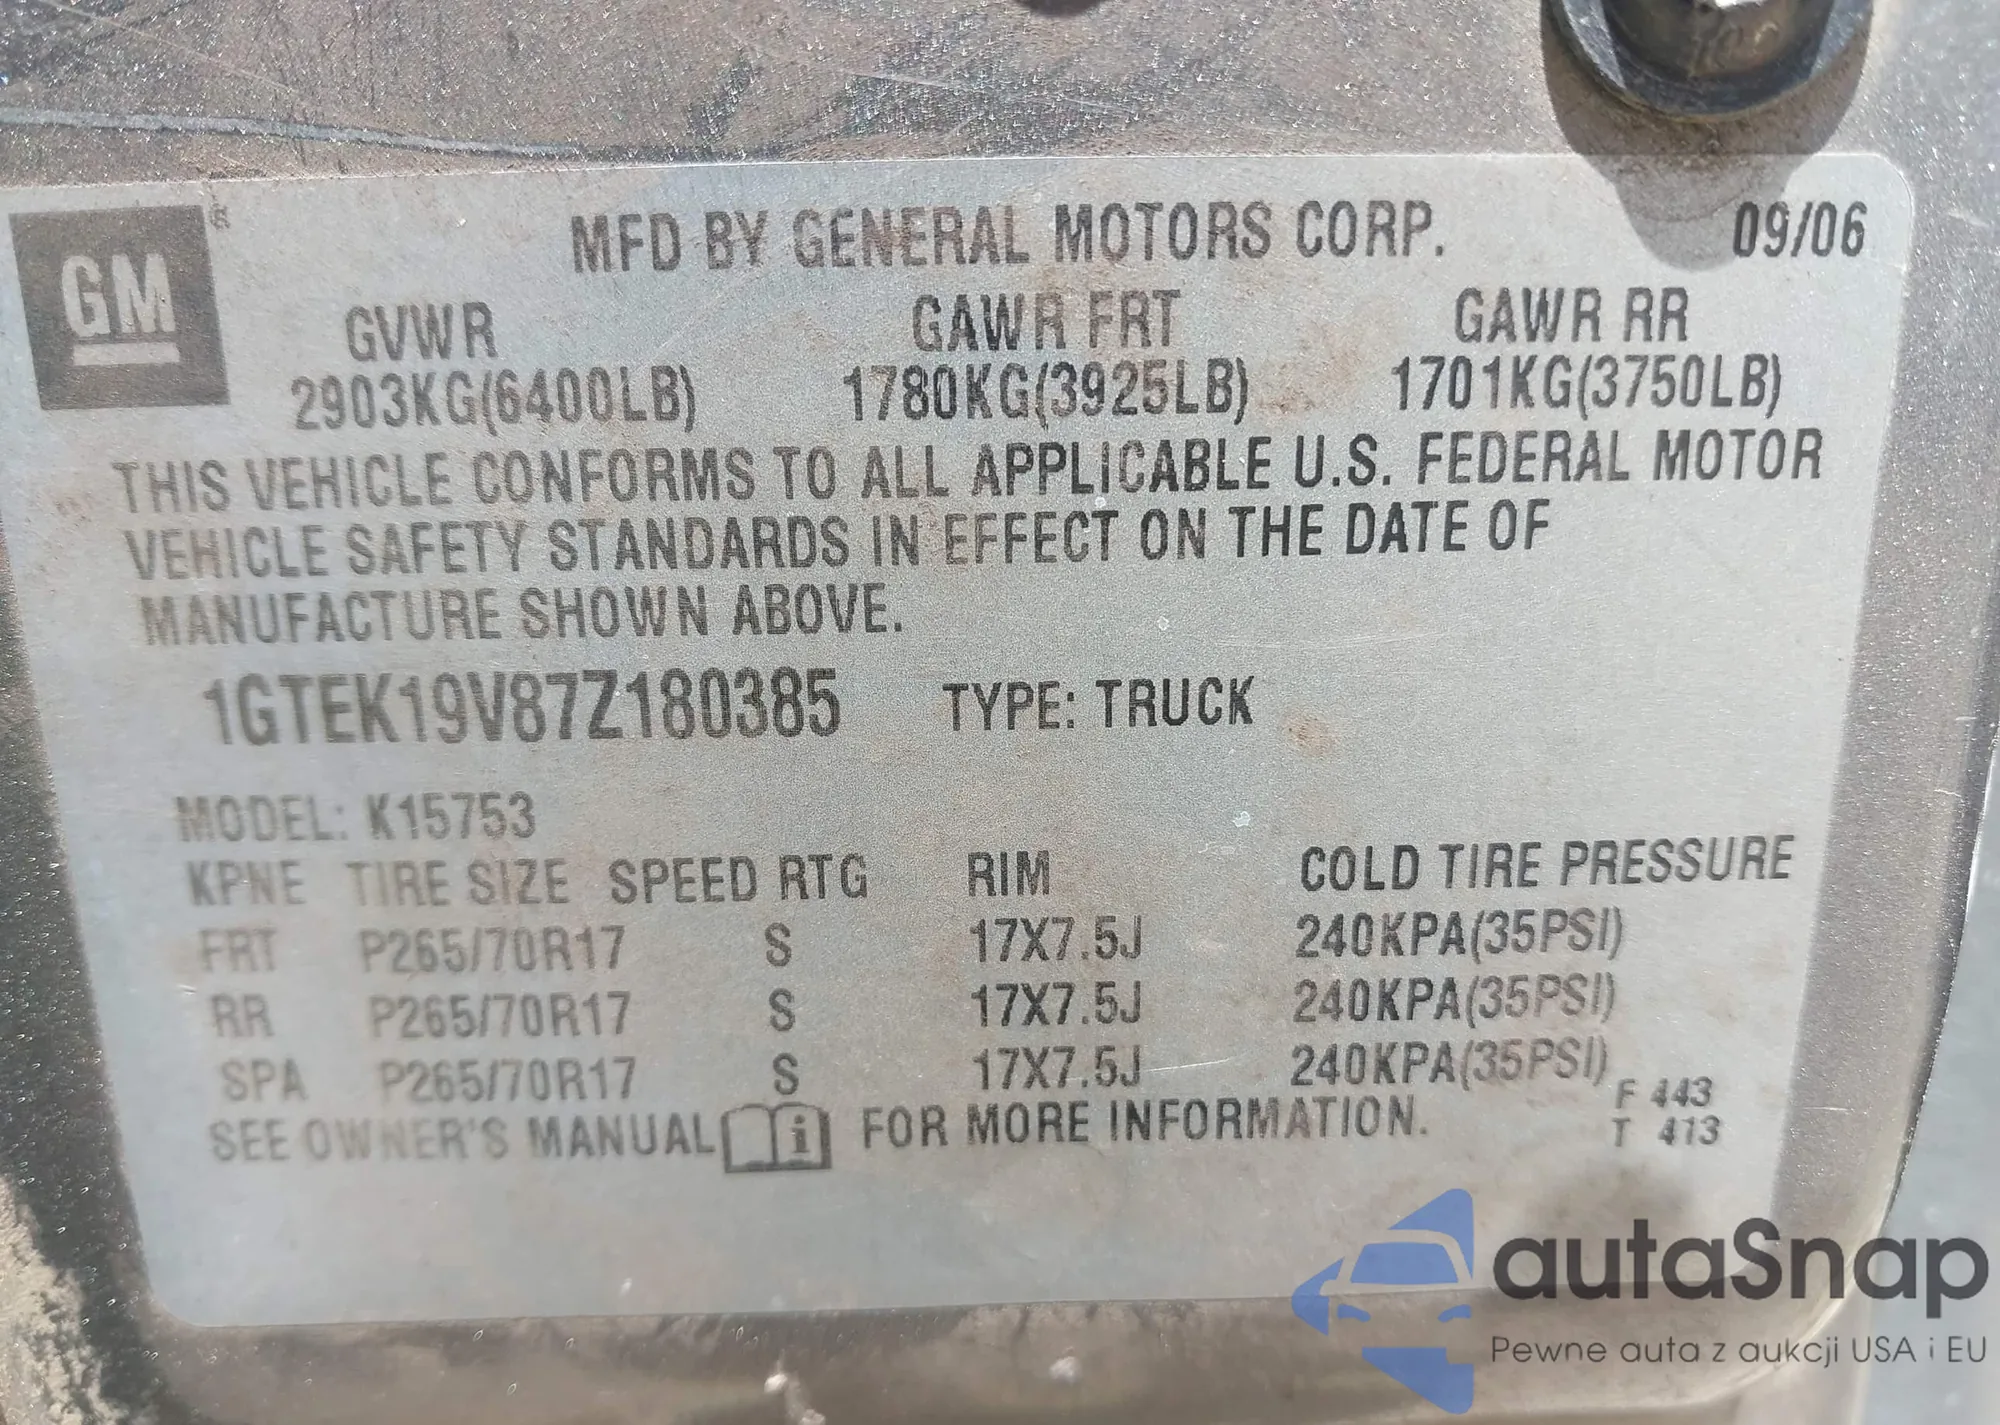 GM
MFD BY GENERAL MOTORS CORP.
09/06
GVWR
GAWR FRT
GAWR RR
2903KG(6400LB)
1780KG(3925LB)
1701KG(3750LB)
THIS VEHICLE CONFORMS TO ALL APPLICABLE U.S. FEDERAL MOTOR
VEHICLE SAFETY STANDARDS IN EFFECT ON THE DATE OF
MANUFACTURE SHOWN ABOVE.
1GTEK19V87Z180385 TYPE: TRUCK
MODEL: K15753
KPNE TIRE SIZE SPEED RTG RIM COLD TIRE PRESSURE
FRT P265/70R17 S 17X7.5J 240KPA(35PSI)
RR P265/70R17 S 17X7.5J 240KPA(35PSI)
SPA P265/70R17 S 17X7.5J 240KPA(35PSI)
SEE OWNER'S MANUAL i FOR MORE INFORMATION.
F 443
T 413
autaSnap
Pewne auta z aukcji USA i EU